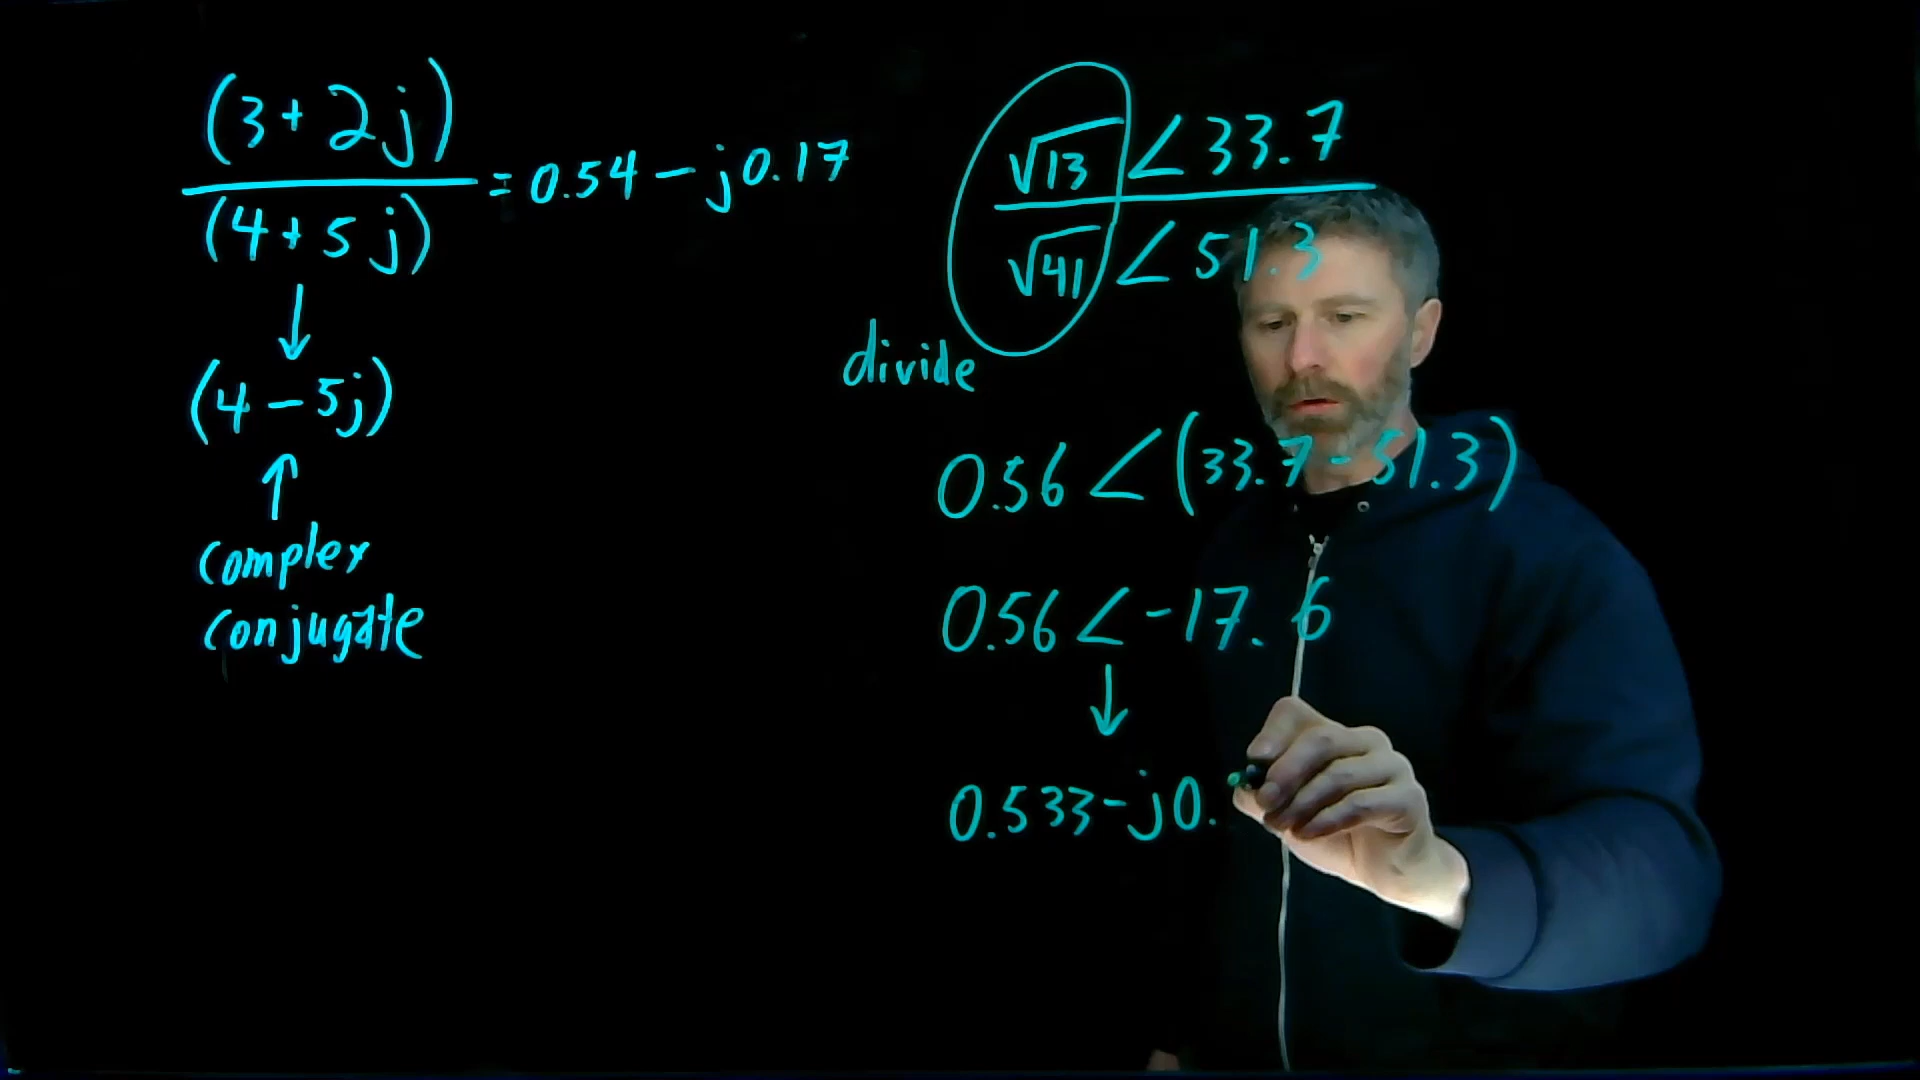 (3+2j)
(4+5j)
= 0.54 - j0.17
(4-5j)
complex
conjugate
√13 ∠33.7
√41 ∠51.3
divide
0.56 ∠(33.7-51.3)
0.56 ∠-17.6
0.533-j0.